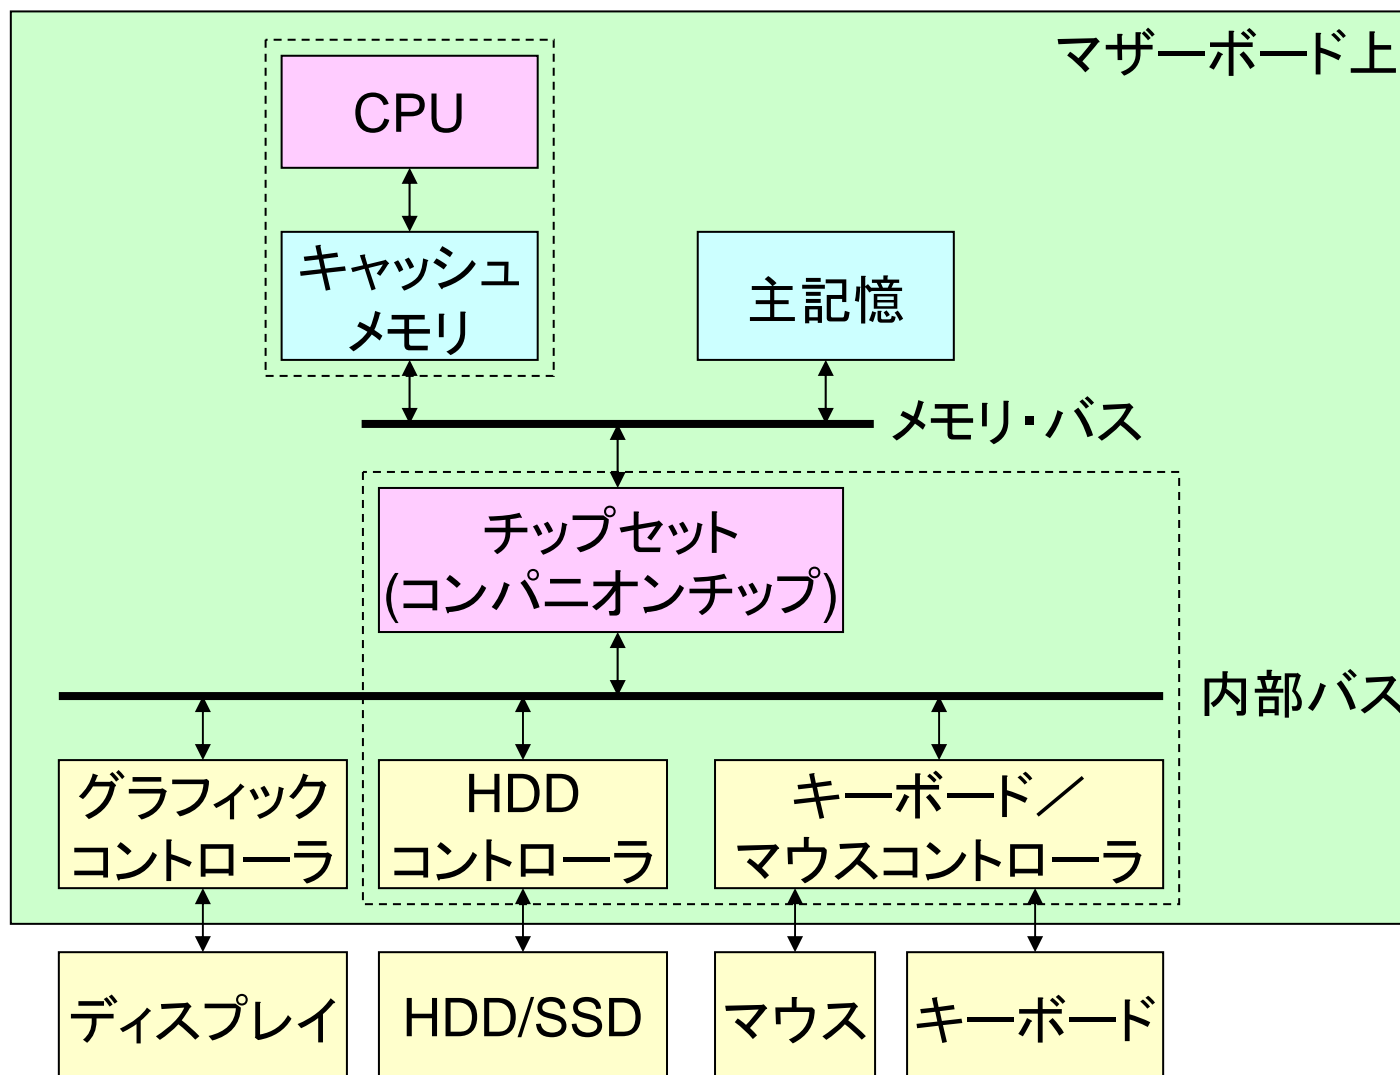 マザーボード上
CPU
キャッシュ
メモリ
主記憶
メモリ・バス
チップセット
(コンパニオンチップ)
内部バス
グラフィック
コントローラ
HDD
コントローラ
キーボード／
マウスコントローラ
ディスプレイ
HDD/SSD
マウス
キーボード